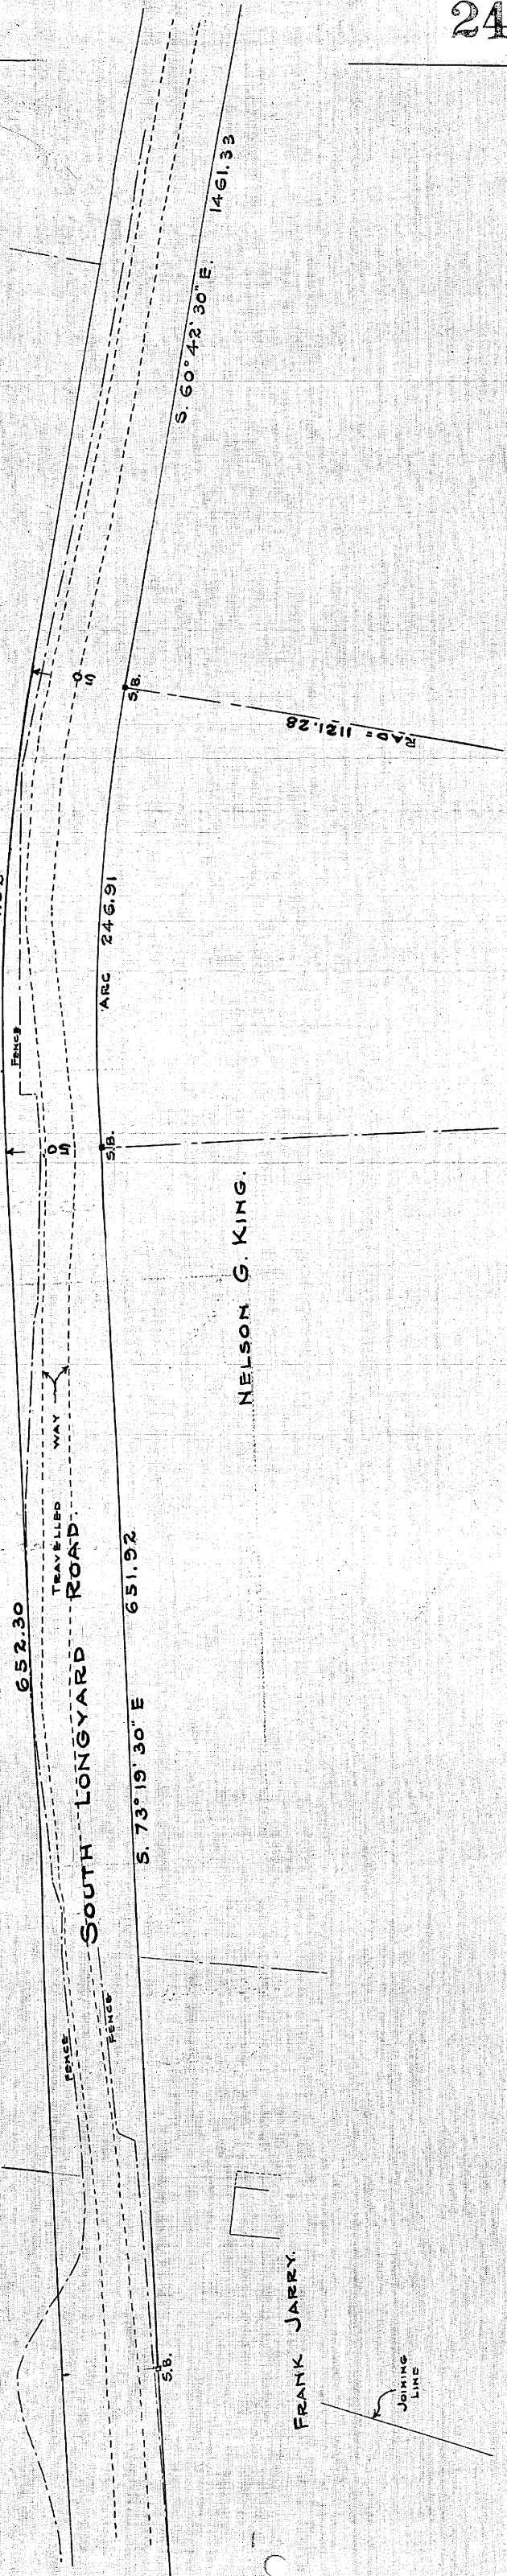 24
1461.33
S. 60° 42' 30" E.
S.B.
RAD = 1121.28
ARC 246.91
FENCE
S.B.
NELSON G. KING.
TRAVELLED WAY
SOUTH LONGYARD ROAD.
652.30
651.92
S. 73° 19' 30" E
FENCE
FENCE
S.B.
FRANK JARRY.
JOINING
LINE